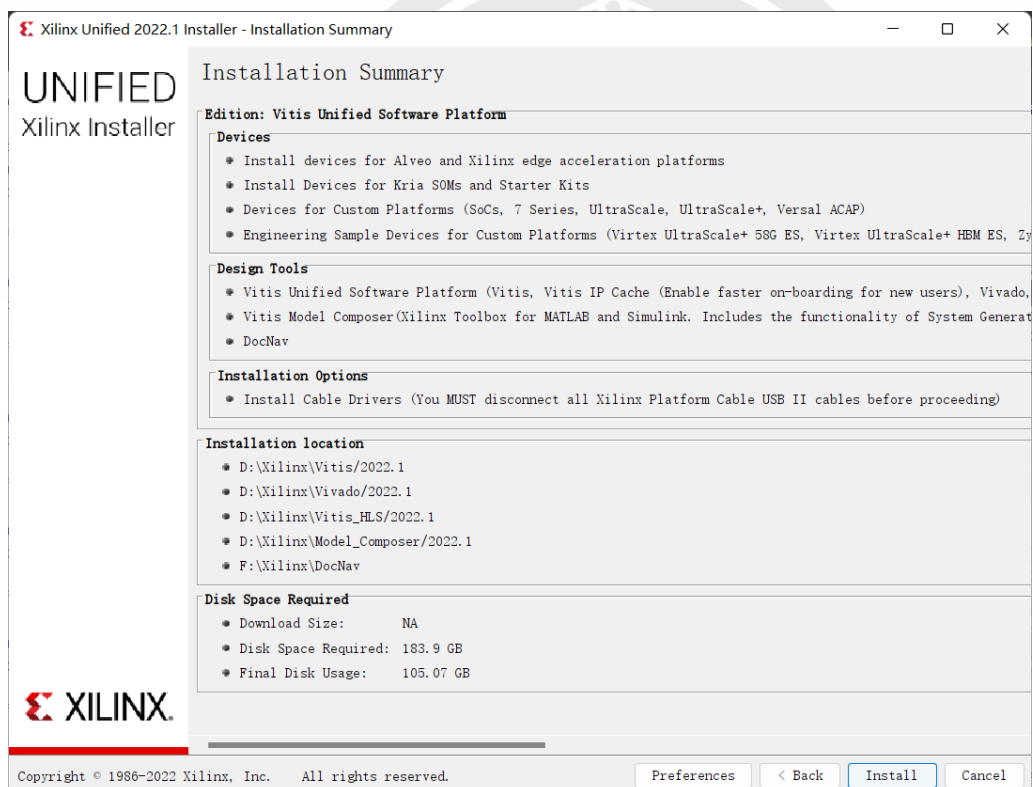 Xilinx Unified 2022.1 Installer - Installation Summary
UNIFIED
Xilinx Installer
Installation Summary
Edition: Vitis Unified Software Platform
Devices
Install devices for Alveo and Xilinx edge acceleration platforms
Install Devices for Kria SOMs and Starter Kits
Devices for Custom Platforms (SoCs, 7 Series, UltraScale, UltraScale+, Versal ACAP)
Engineering Sample Devices for Custom Platforms (Virtex UltraScale+ 58G ES, Virtex UltraScale+ HBM ES, Zy
Design Tools
Vitis Unified Software Platform (Vitis, Vitis IP Cache (Enable faster on-boarding for new users), Vivado,
Vitis Model Composer(Xilinx Toolbox for MATLAB and Simulink. Includes the functionality of System Generat
DocNav
Installation Options
Install Cable Drivers (You MUST disconnect all Xilinx Platform Cable USB II cables before proceeding)
Installation location
D:\Xilinx\Vitis/2022.1
D:\Xilinx\Vivado/2022.1
D:\Xilinx\Vitis_HLS/2022.1
D:\Xilinx\Model_Composer/2022.1
F:\Xilinx\DocNav
Disk Space Required
Download Size: NA
Disk Space Required: 183.9 GB
Final Disk Usage: 105.07 GB
XILINX.
Copyright © 1986-2022 Xilinx, Inc. All rights reserved.
Preferences < Back Install Cancel